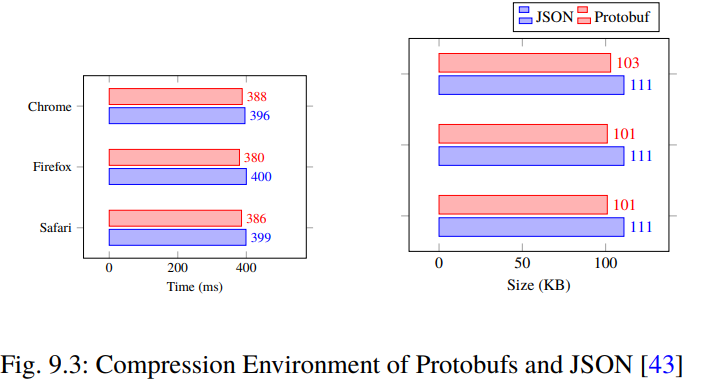 JSON Protobuf
Chrome
388
396
Firefox
380
400
Safari
386
399
0 200 400
Time (ms)
103
111
101
111
101
111
0 50 100
Size (KB)
Fig. 9.3: Compression Environment of Protobufs and JSON [43]